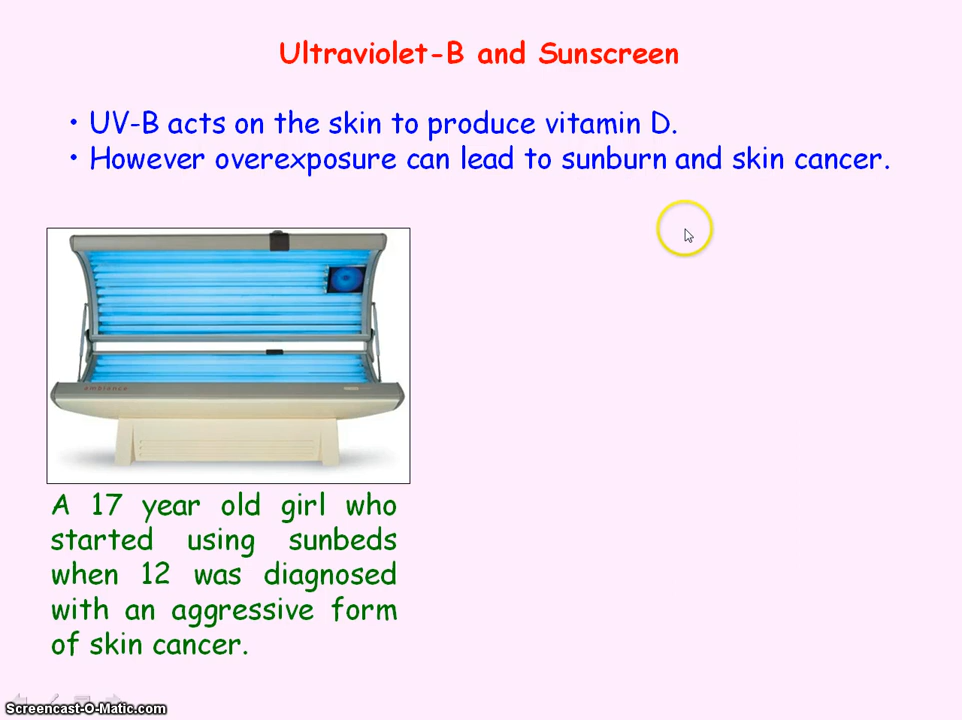 Ultraviolet-B and Sunscreen
• UV-B acts on the skin to produce vitamin D.
• However overexposure can lead to sunburn and skin cancer.
ambiance
A 17 year old girl who
started using sunbeds
when 12 was diagnosed
with an aggressive form
of skin cancer.
Screencast-O-Matic.com